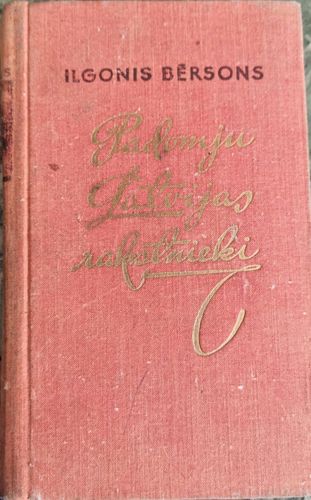 ILGONIS BĒRSONS
Padomju
Latvijas
rakstnieki